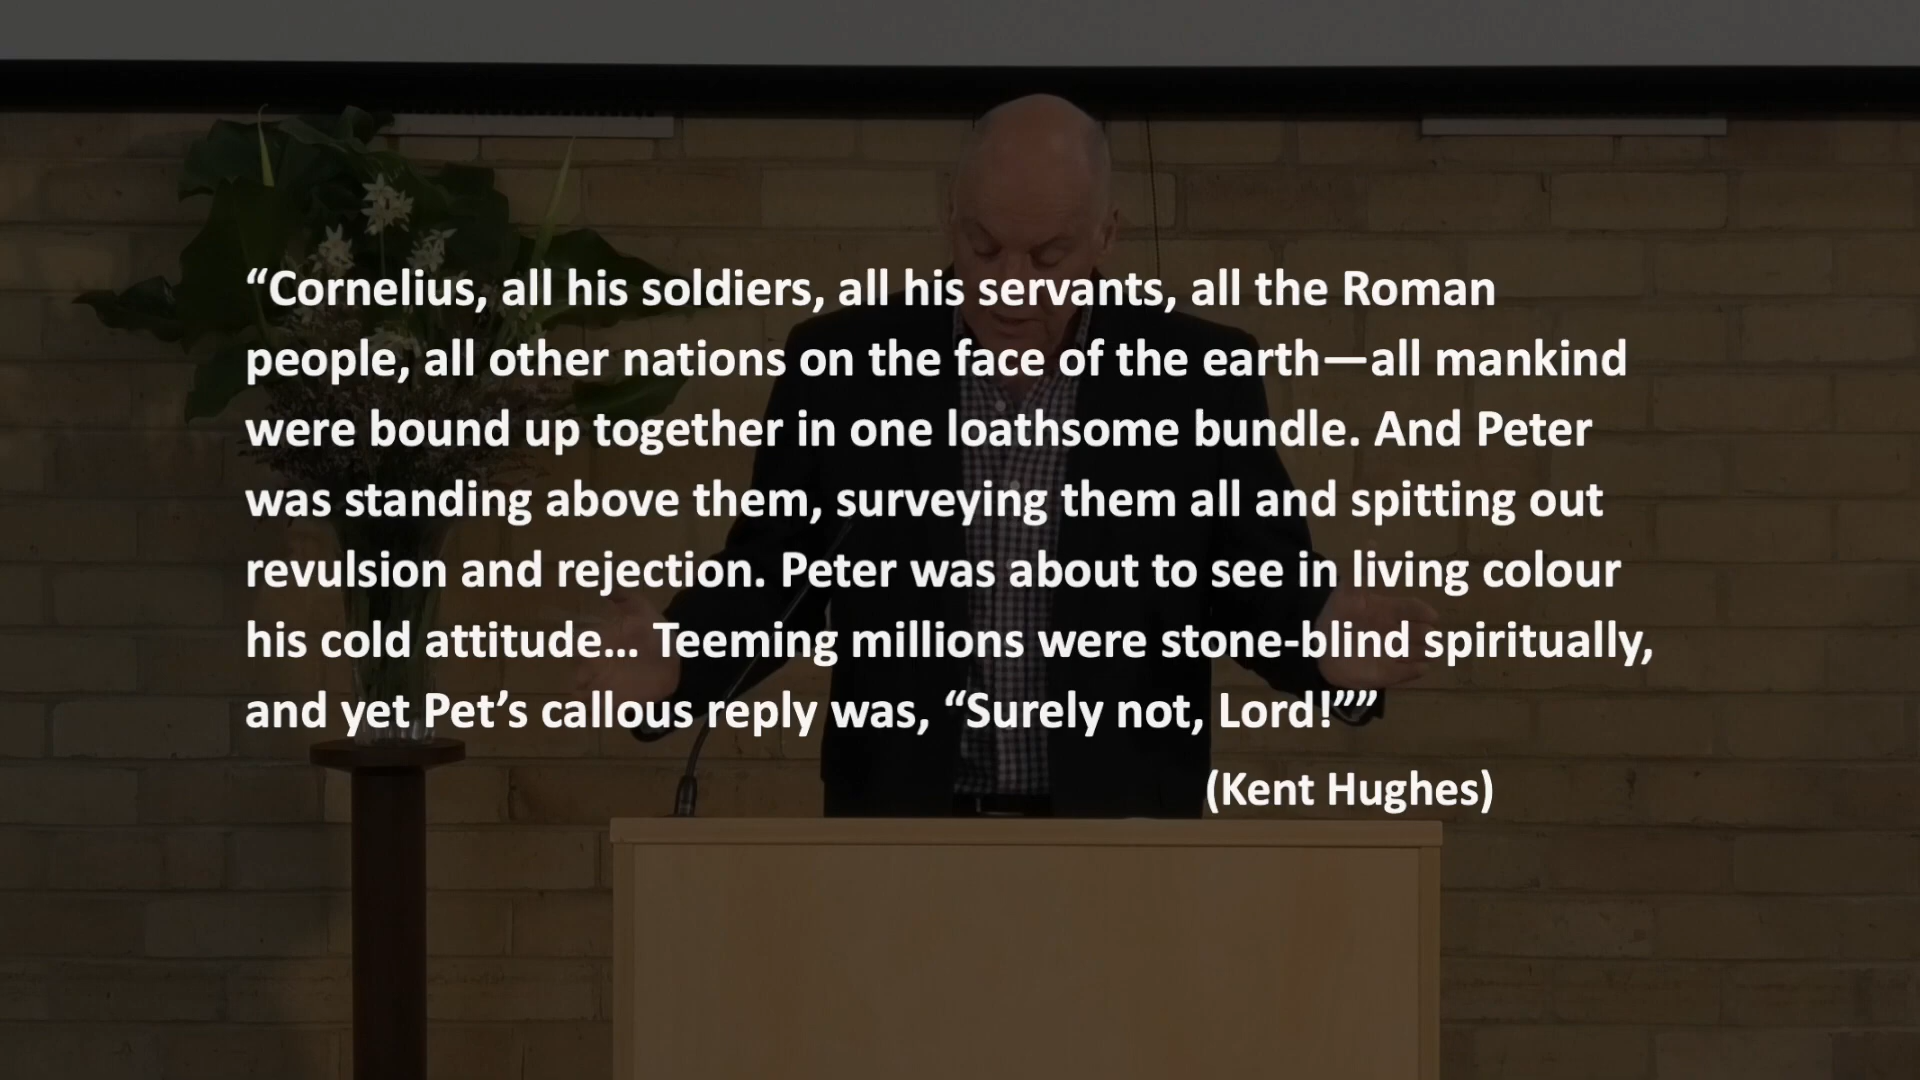 “Cornelius, all his soldiers, all his servants, all the Roman
people, all other nations on the face of the earth—all mankind
were bound up together in one loathsome bundle. And Peter
was standing above them, surveying them all and spitting out
revulsion and rejection. Peter was about to see in living colour
his cold attitude… Teeming millions were stone-blind spiritually,
and yet Pet’s callous reply was, “Surely not, Lord!””
(Kent Hughes)